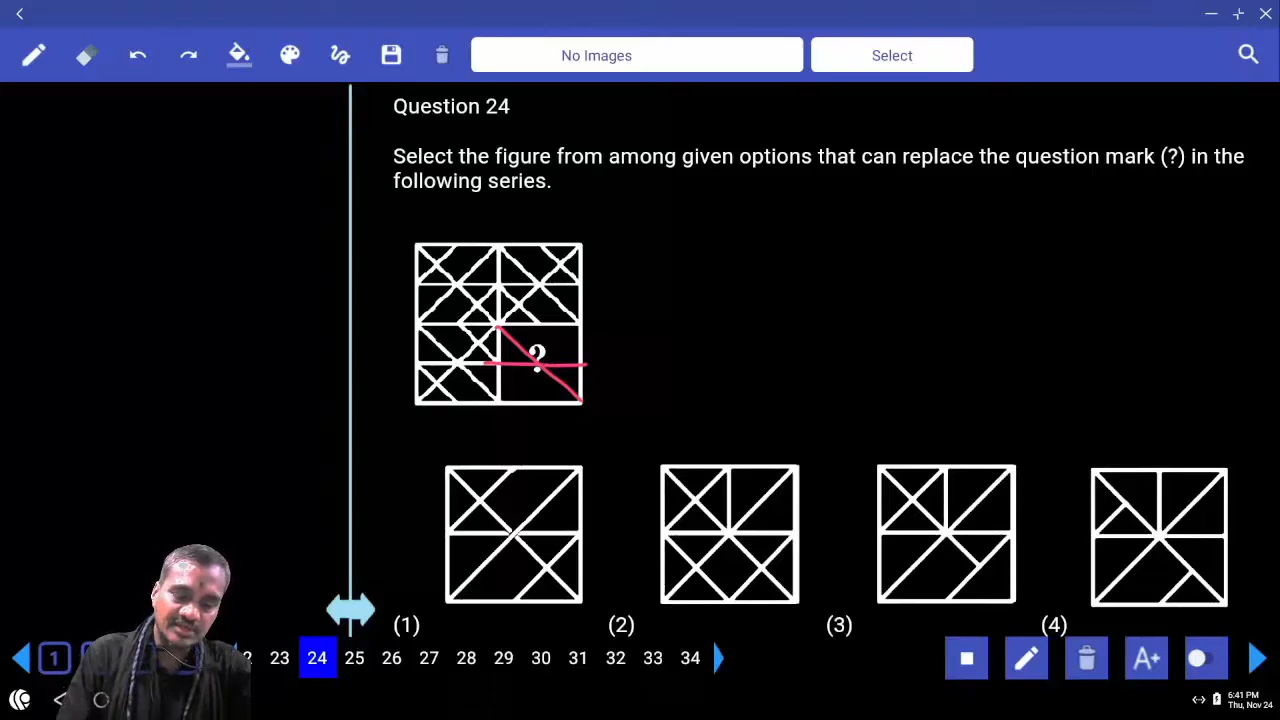 No Images
Select
Question 24
Select the figure from among given options that can replace the question mark (?) in the
following series.
?
(1)
(2)
(3)
(4)
1
2 23 24 25 26 27 28 29 30 31 32 33 34
A+
6:41 PM
Thu, Nov 24